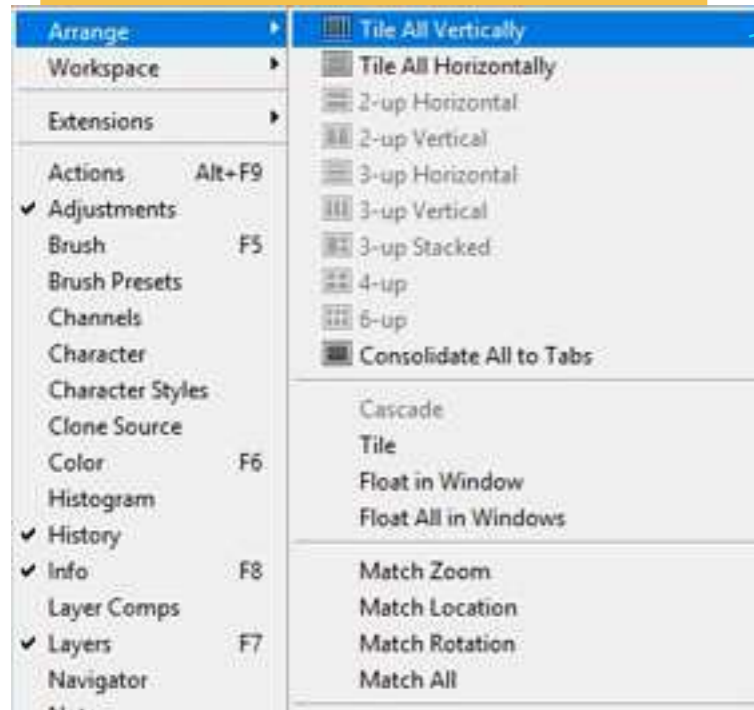 Arrange
Workspace
Extensions
Actions Alt+F9
Adjustments
Brush F5
Brush Presets
Channels
Character
Character Styles
Clone Source
Color F6
Histogram
History
Info F8
Layer Comps
Layers F7
Navigator
Tile All Vertically
Tile All Horizontally
2-up Horizontal
2-up Vertical
3-up Horizontal
3-up Vertical
3-up Stacked
4-up
6-up
Consolidate All to Tabs
Cascade
Tile
Float in Window
Float All in Windows
Match Zoom
Match Location
Match Rotation
Match All